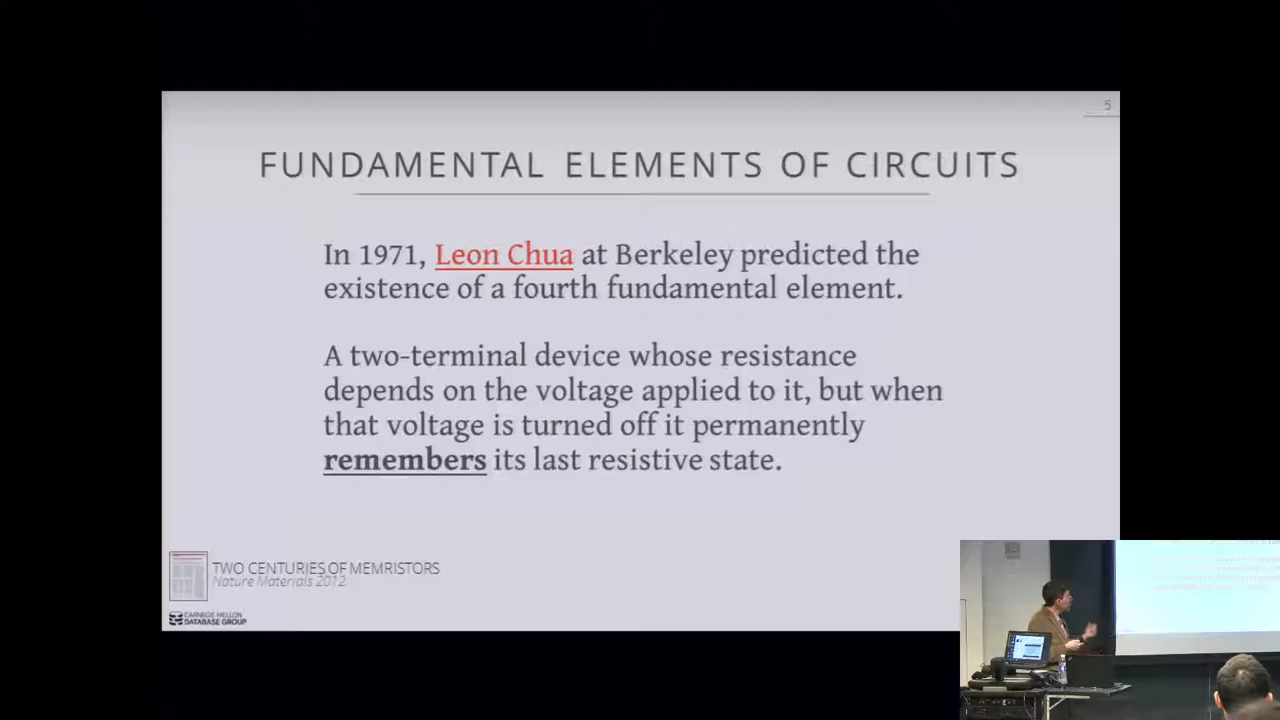 5
FUNDAMENTAL ELEMENTS OF CIRCUITS
In 1971, Leon Chua at Berkeley predicted the
existence of a fourth fundamental element.
A two-terminal device whose resistance
depends on the voltage applied to it, but when
that voltage is turned off it permanently
remembers its last resistive state.
TWO CENTURIES OF MEMRISTORS
Nature Materials 2012
CARNEGIE MELLON
DATABASE GROUP